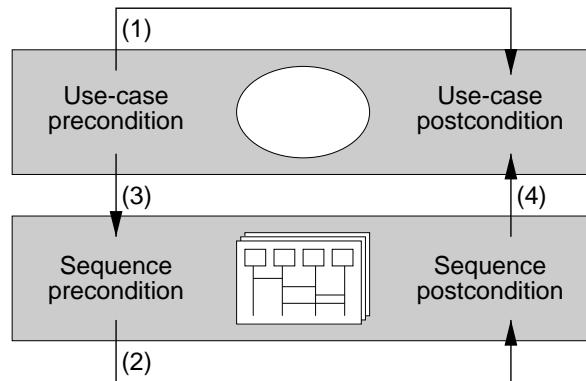 (1)
Use-case
precondition
Use-case
postcondition
(3)
(4)
Sequence
precondition
Sequence
postcondition
(2)